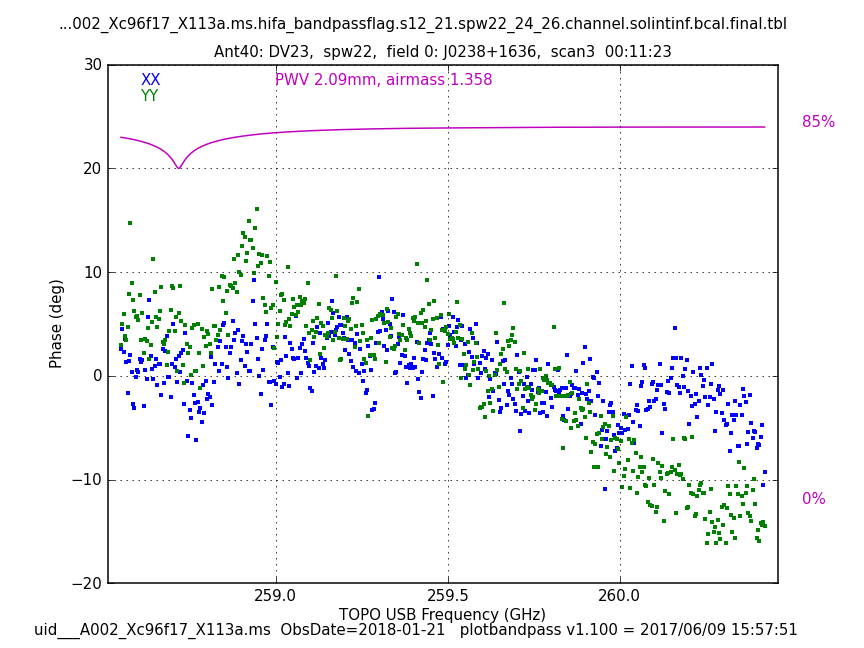 ...002_Xc96f17_X113a.ms.hifa_bandpassflag.s12_21.spw22_24_26.channel.solintinf.bcal.final.tbl
Ant40: DV23,  spw22,  field 0: J0238+1636,  scan3  00:11:23
XX
PWV 2.09mm, airmass 1.358
YY
85%
0%
Phase (deg)
30
20
10
0
−10
−20
259.0
259.5
260.0
TOPO USB Frequency (GHz)
uid___A002_Xc96f17_X113a.ms  ObsDate=2018-01-21   plotbandpass v1.100 = 2017/06/09 15:57:51